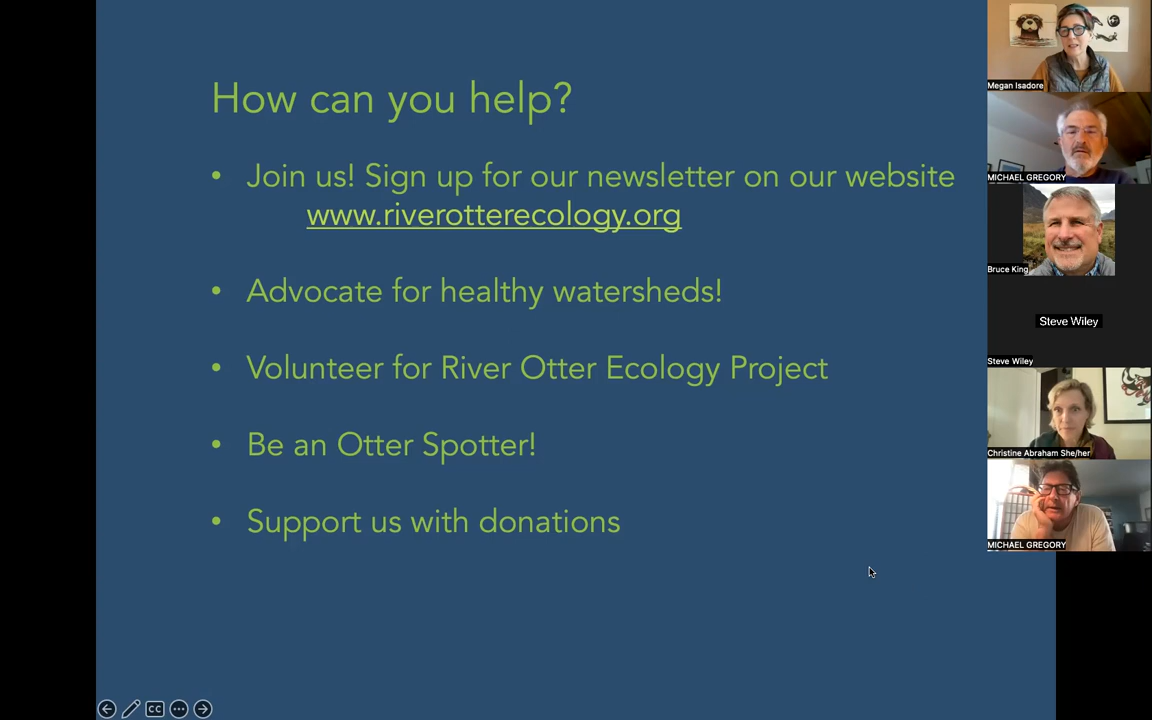 How can you help?
• Join us! Sign up for our newsletter on our website
www.riverotterecology.org
• Advocate for healthy watersheds!
• Volunteer for River Otter Ecology Project
• Be an Otter Spotter!
• Support us with donations
Megan Isadore
MICHAEL GREGORY
Bruce King
Steve Wiley
Steve Wiley
Christine Abraham She/her
MICHAEL GREGORY
CC